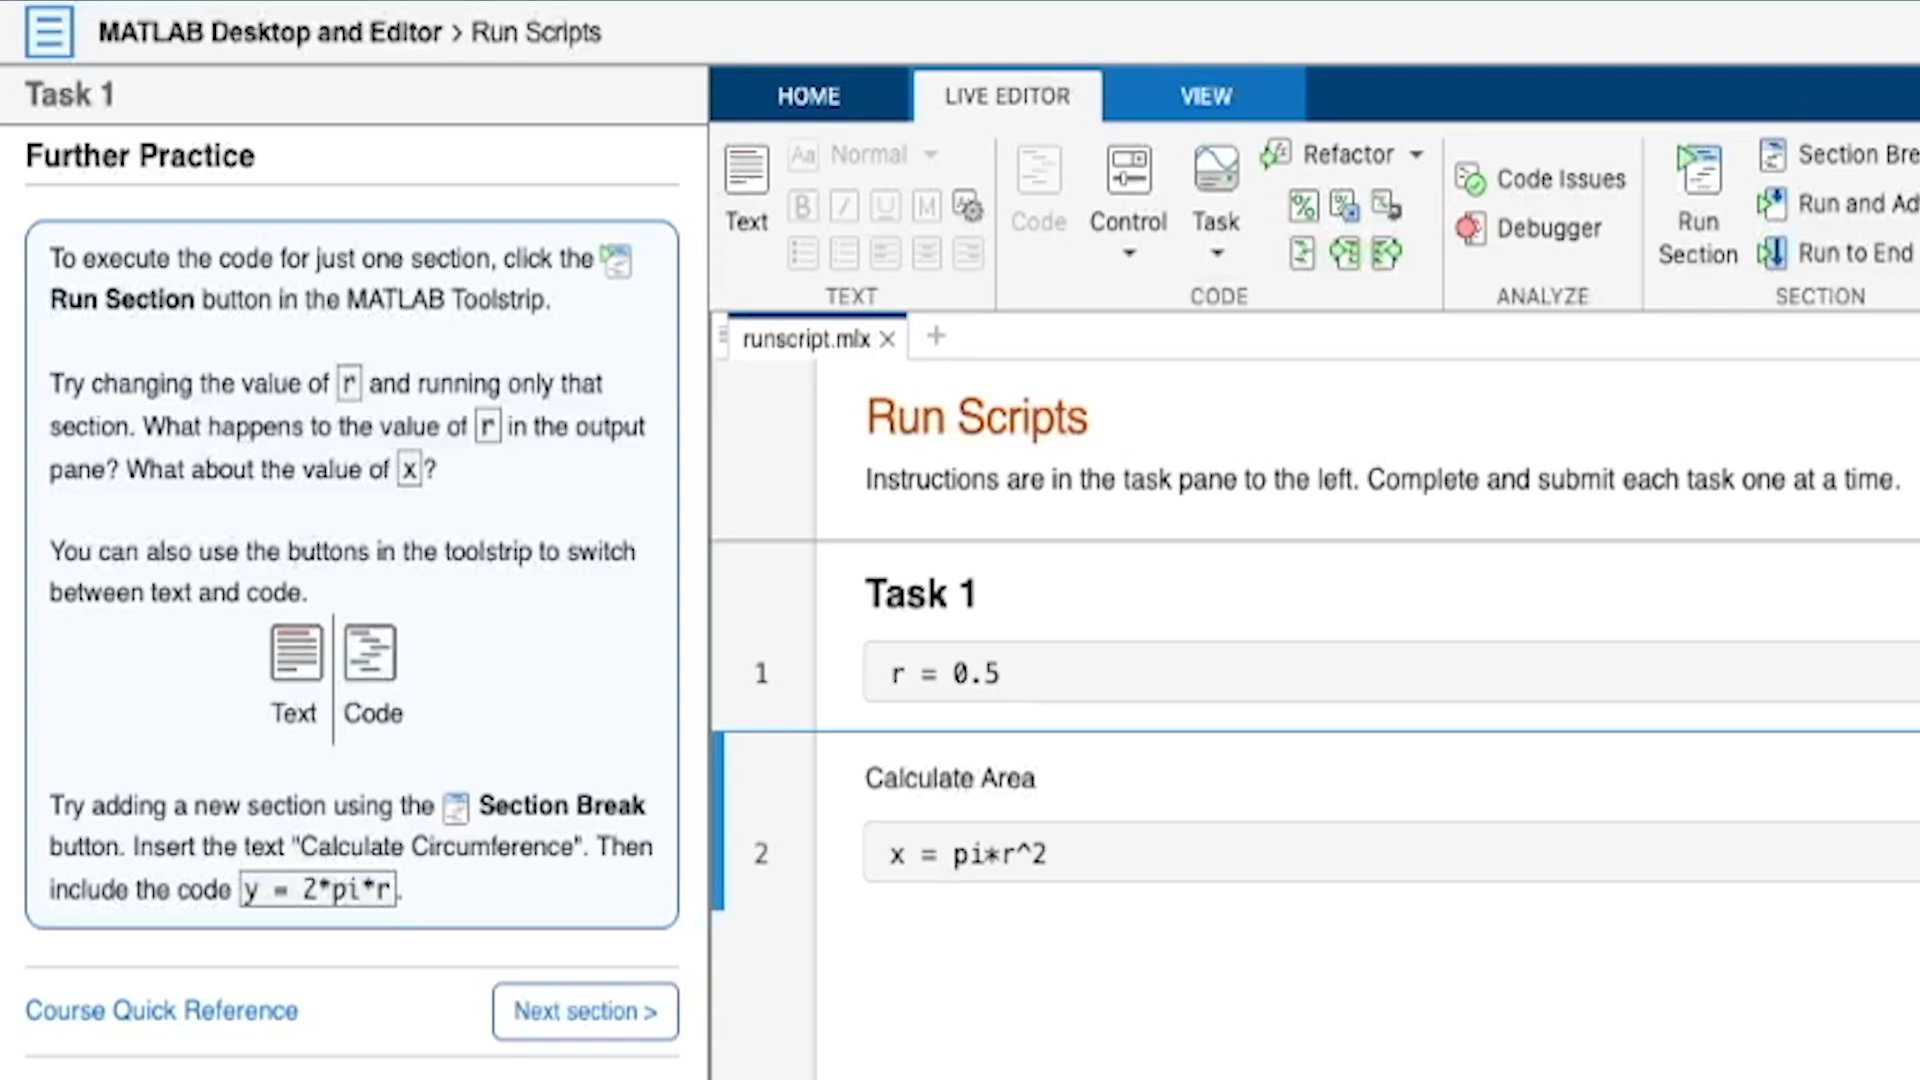 MATLAB Desktop and Editor > Run Scripts
Task 1
Further Practice
To execute the code for just one section, click the
Run Section button in the MATLAB Toolstrip.
Try changing the value of r and running only that
section. What happens to the value of r in the output
pane? What about the value of x?
You can also use the buttons in the toolstrip to switch
between text and code.
Text Code
Try adding a new section using the Section Break
button. Insert the text "Calculate Circumference". Then
include the code y = 2*pi*r.
Course Quick Reference
Next section >
HOME LIVE EDITOR VIEW
Text
Aa Normal
B I U M
TEXT
Code
Control
Task
Refactor
CODE
Code Issues
Debugger
ANALYZE
Run
Section
Section Bre
Run and Ad
Run to End
SECTION
runscript.mlx × +
Run Scripts
Instructions are in the task pane to the left. Complete and submit each task one at a time.
Task 1
1 r = 0.5
Calculate Area
2 x = pi*r^2